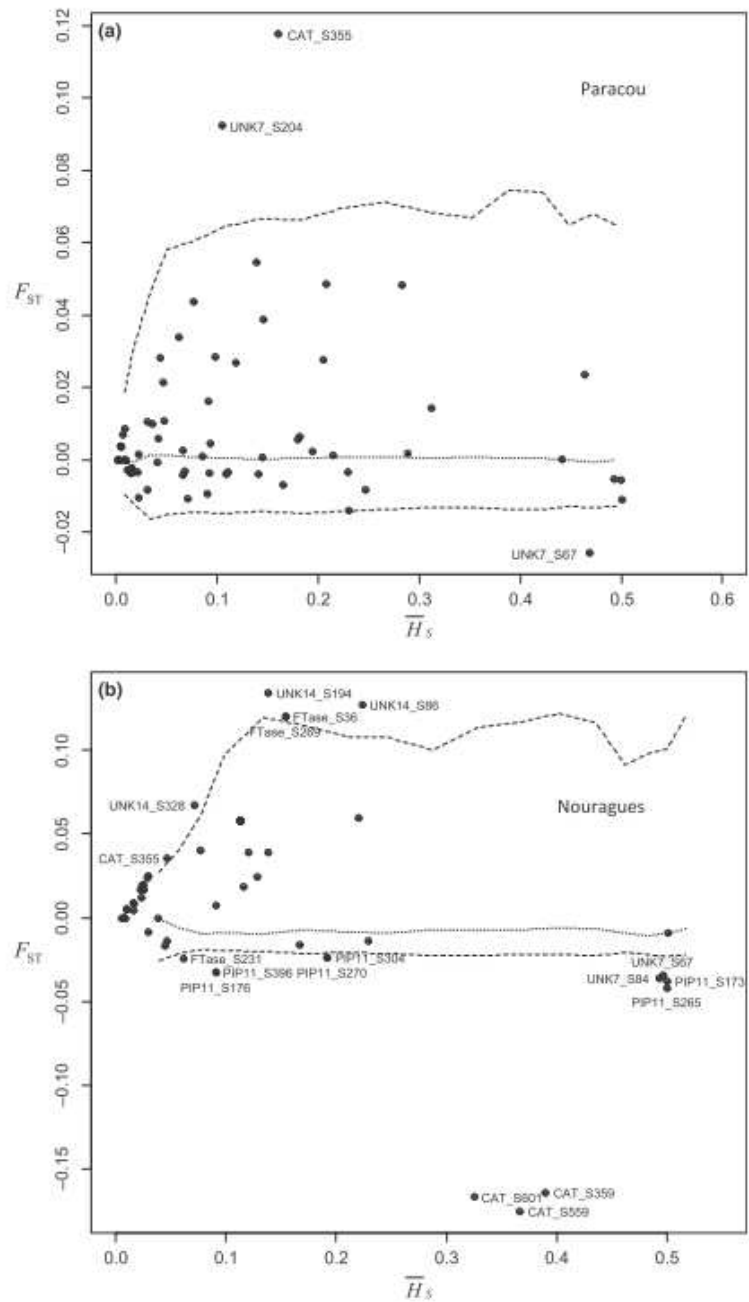 (a)
Paracou
CAT_S355
UNK7_S204
UNK7_S67
F_ST
0.12
0.10
0.08
0.06
0.04
0.02
0.00
−0.02
0.0 0.1 0.2 0.3 0.4 0.5 0.6
H̅_S
(b)
Nouragues
UNK14_S194
UNK14_S86
FTase_S36
FTase_S269
UNK14_S328
CAT_S355
FTase_S231
PIP11_S304
PIP11_S396 PIP11_S270
PIP11_S176
UNK7_S67
UNK7_S84 PIP11_S173
PIP11_S265
CAT_S601 CAT_S359
CAT_S559
F_ST
0.10
0.05
0.00
−0.05
−0.10
−0.15
0.0 0.1 0.2 0.3 0.4 0.5
H̅_S